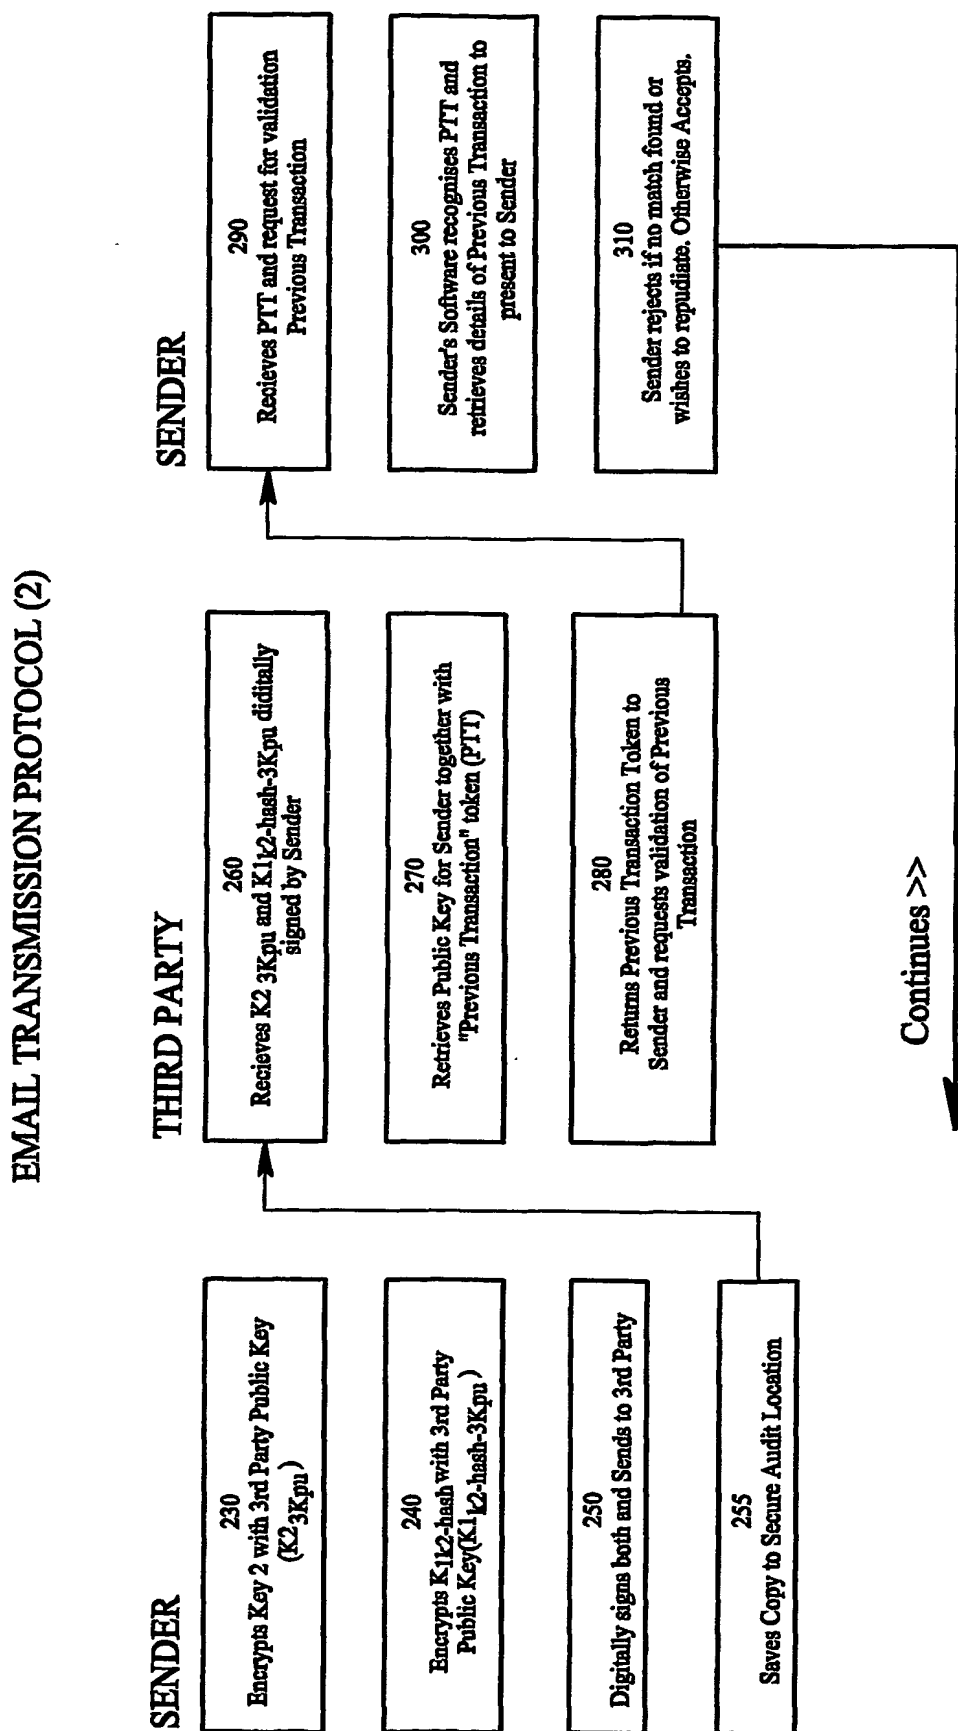 EMAIL TRANSMISSION PROTOCOL (2)
SENDER
230
Encrypts Key 2 with 3rd Party Public Key
(K2 3Kpu)
240
Encrypts K1k2-hash with 3rd Party
Public Key(K1k2-hash-3Kpu)
250
Digitally signs both and Sends to 3rd Party
255
Saves Copy to Secure Audit Location
THIRD PARTY
260
Recieves K2 3Kpu and K1k2-hash-3Kpu diditally
signed by Sender
270
Retrieves Public Key for Sender together with
"Previous Transaction" token (PTT)
280
Returns Previous Transaction Token to
Sender and requests validation of Previous
Transaction
SENDER
290
Recieves PTT and request for validation
Previous Transaction
300
Sender's Software recognises PTT and
retrieves details of Previous Transaction to
present to Sender
310
Sender rejects if no match found or
wishes to repudiate. Otherwise Accepts.
Continues >>